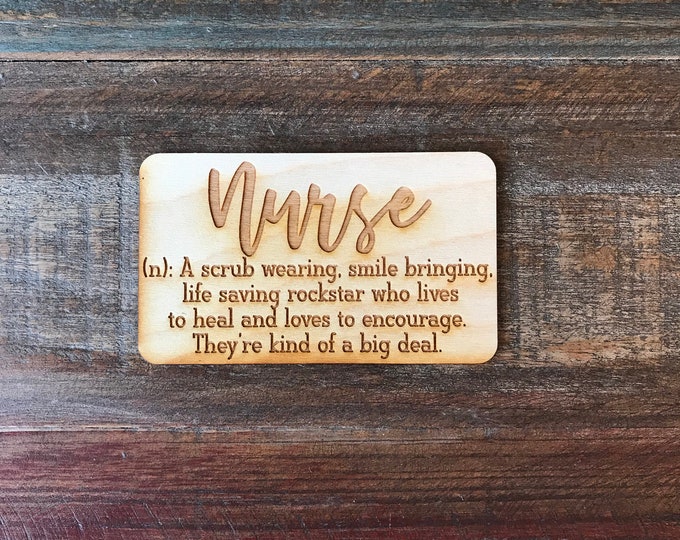 Nurse
(n): A scrub wearing, smile bringing,
life saving rockstar who lives
to heal and loves to encourage.
They're kind of a big deal.